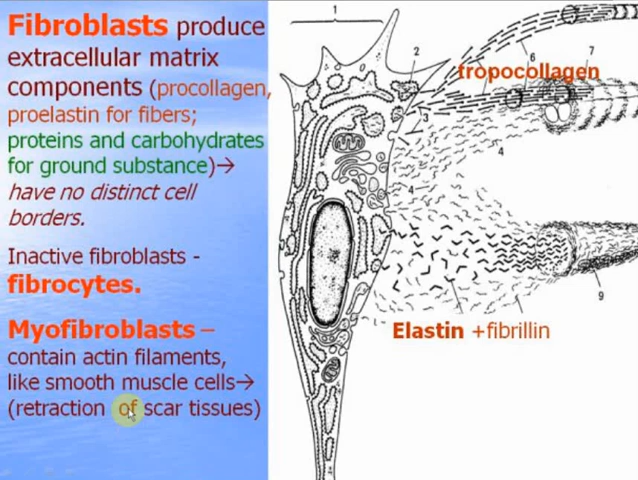 Fibroblasts produce
extracellular matrix
components (procollagen,
proelastin for fibers;
proteins and carbohydrates
for ground substance)→
have no distinct cell
borders.
Inactive fibroblasts -
fibrocytes.
Myofibroblasts –
contain actin filaments,
like smooth muscle cells→
(retraction of scar tissues)
1
2
6
7
tropocollagen
3
5
4
4
Elastin +fibrillin
9